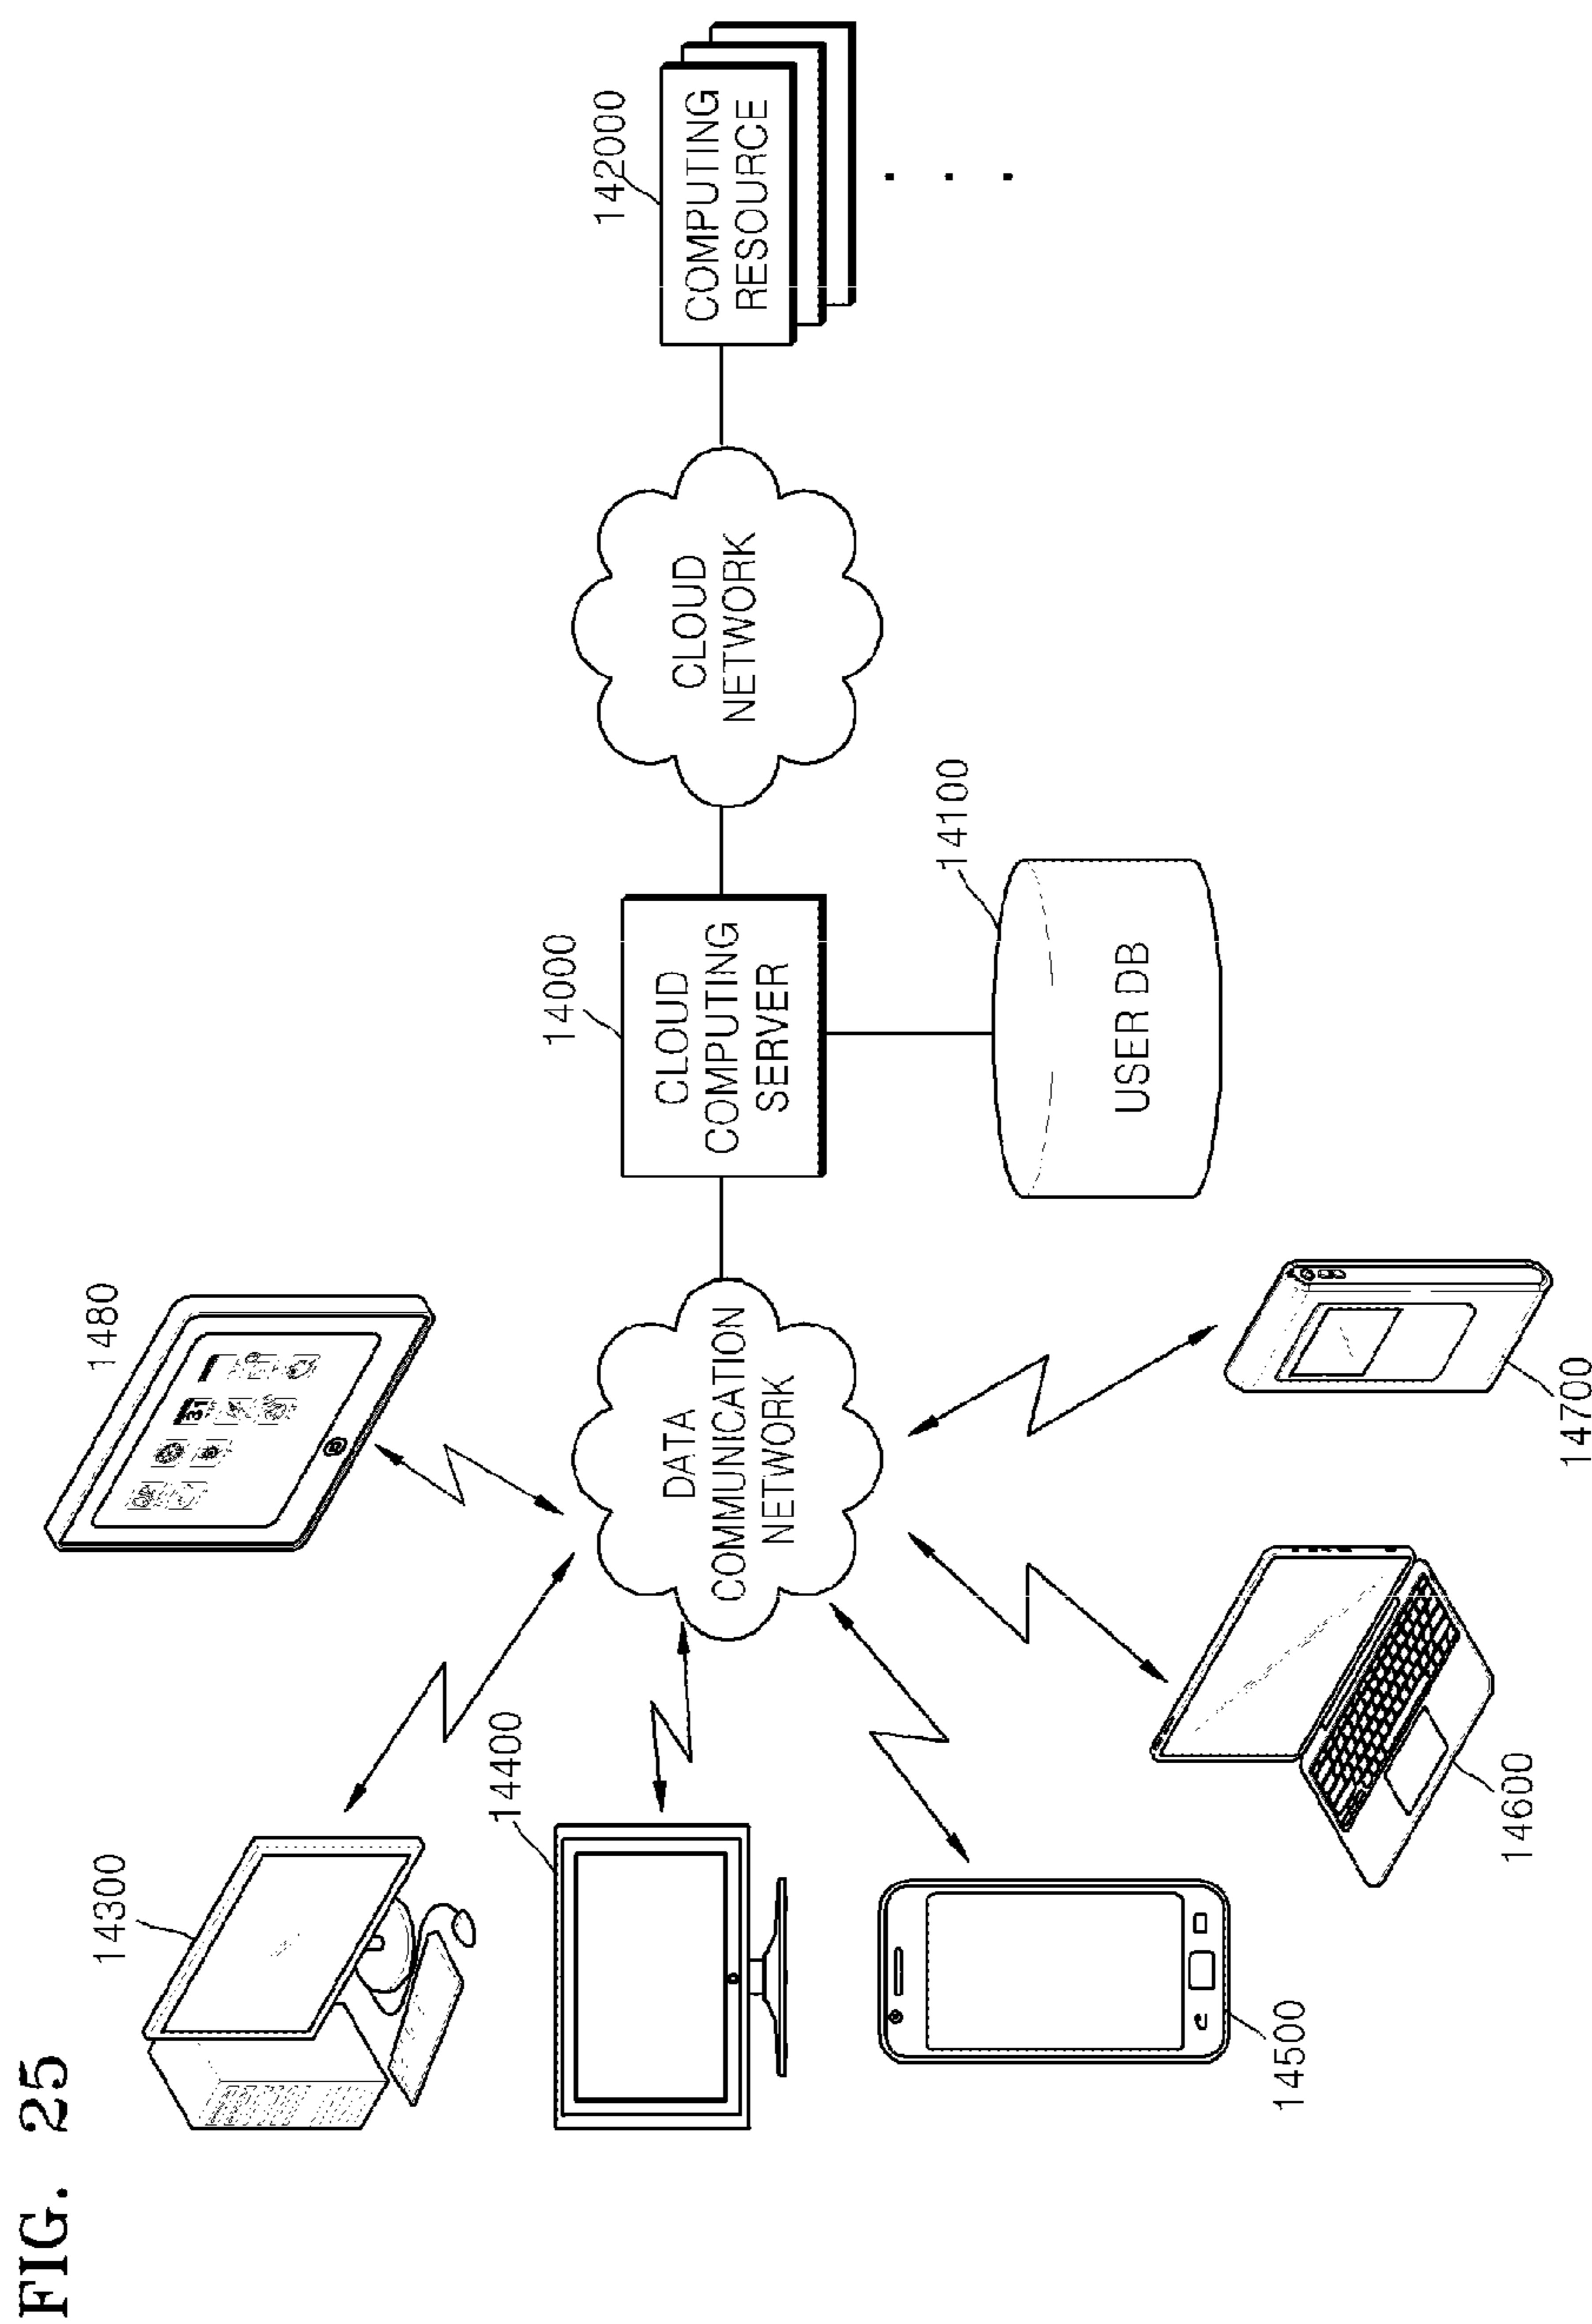 FIG. 25
14300
1480
14400
14000
142000
CLOUD
COMPUTING
SERVER
CLOUD
NETWORK
COMPUTING
RESOURCE
DATA
COMMUNICATION
NETWORK
. . .
31
14100
USER DB
14500
14600
14700